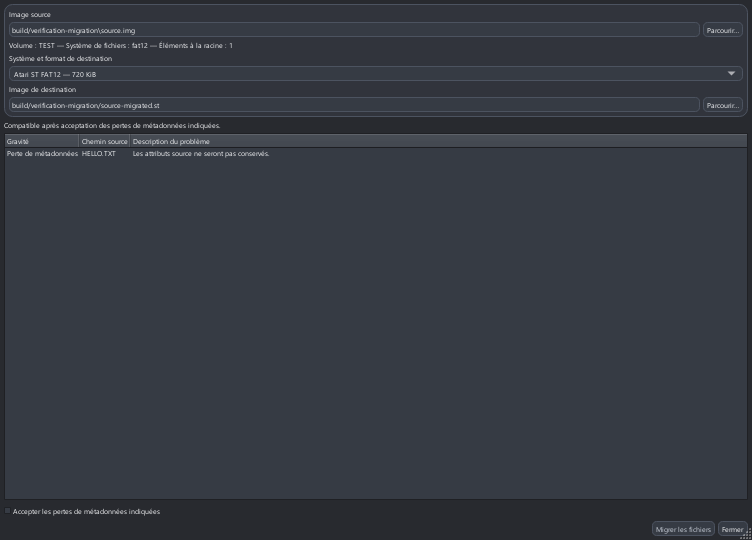 Image source
build/verification-migration\source.img
Parcourir...
Volume : TEST — Système de fichiers : fat12 — Éléments à la racine : 1
Système et format de destination
Atari ST FAT12 — 720 KiB
Image de destination
build/verification-migration/source-migrated.st
Parcourir...
Compatible après acceptation des pertes de métadonnées indiquées.
Gravité Chemin source Description du problème
Perte de métadonnées HELLO.TXT Les attributs source ne seront pas conservés.
Accepter les pertes de métadonnées indiquées
Migrer les fichiers Fermer